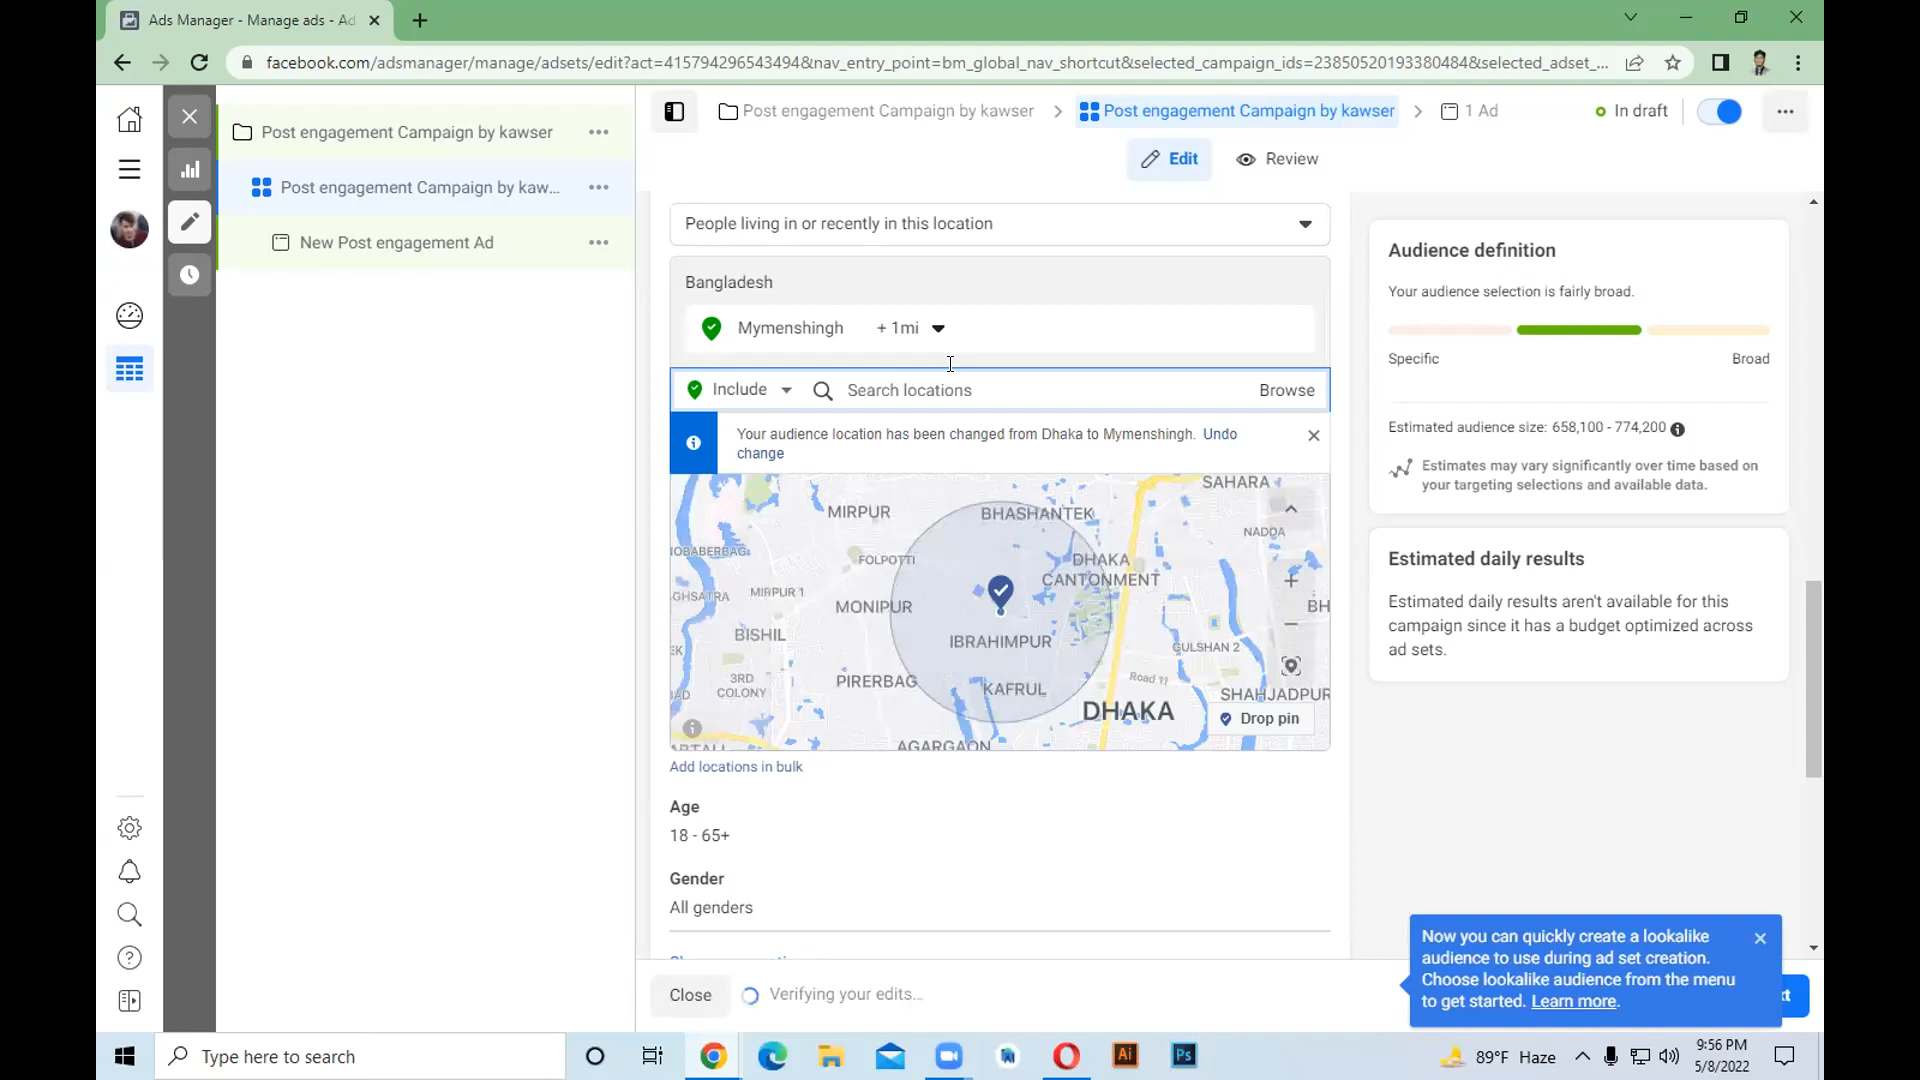 Ads Manager - Manage ads - Ad
facebook.com/adsmanager/manage/adsets/edit?act=415794296543494&nav_entry_point=bm_global_nav_shortcut&selected_campaign_ids=23850520193380484&selected_adset_...
Post engagement Campaign by kawser
Post engagement Campaign by kaw...
New Post engagement Ad
Post engagement Campaign by kawser > Post engagement Campaign by kawser > 1 Ad
In draft
Edit
Review
People living in or recently in this location
Bangladesh
Mymenshingh + 1mi
Include
Search locations
Browse
Your audience location has been changed from Dhaka to Mymenshingh. Undo
change
SAHARA
MIRPUR
BHASHANTEK
NADDA
NOBABERBAG
FOLPOTTI
DHAKA
CANTONMENT
GHSATRA
MIRPUR 1
MONIPUR
BH
BISHIL
IBRAHIMPUR
GULSHAN 2
EK
3RD
COLONY
PIRERBAG
KAFRUL
Road 11
SHAHJADPUR
AD
DHAKA
Drop pin
AGARGAON
Add locations in bulk
Age
18 - 65+
Gender
All genders
Close
Verifying your edits...
Audience definition
Your audience selection is fairly broad.
Specific
Broad
Estimated audience size: 658,100 - 774,200
Estimates may vary significantly over time based on
your targeting selections and available data.
Estimated daily results
Estimated daily results aren't available for this
campaign since it has a budget optimized across
ad sets.
Now you can quickly create a lookalike
audience to use during ad set creation.
Choose lookalike audience from the menu
to get started. Learn more.
xt
Type here to search
Ai
Ps
89°F Haze
9:56 PM
5/8/2022